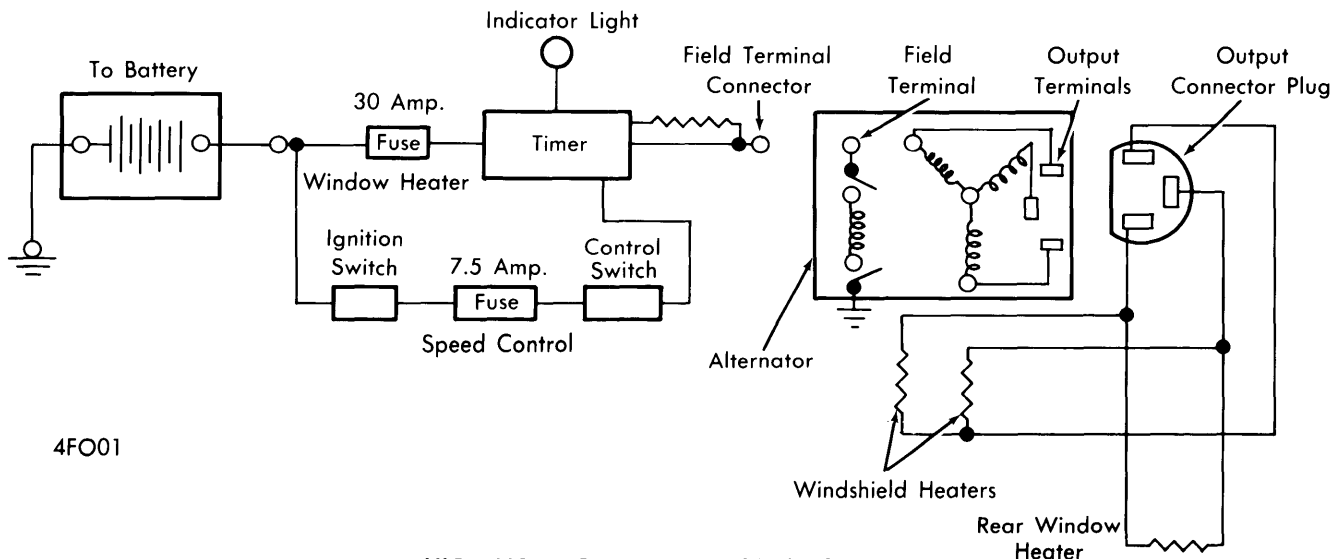 Indicator Light
To Battery
30 Amp.
Fuse
Window Heater
Timer
Field Terminal
Connector
Field
Terminal
Output
Terminals
Output
Connector Plug
Ignition
Switch
7.5 Amp.
Fuse
Speed Control
Control
Switch
Alternator
4FO01
Windshield Heaters
Rear Window
Heater